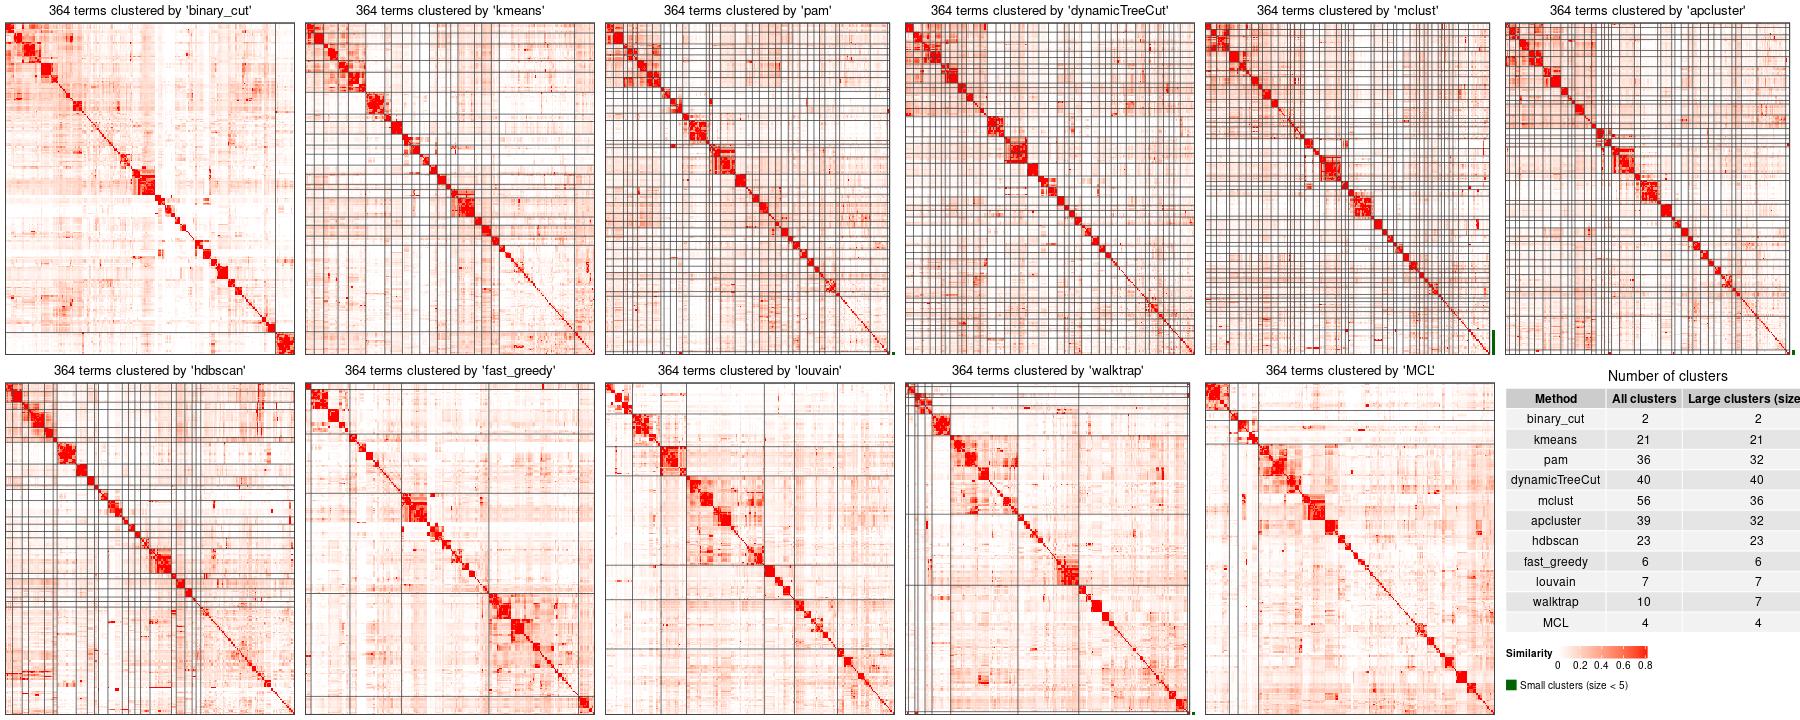 364 terms clustered by 'binary_cut'
364 terms clustered by 'kmeans'
364 terms clustered by 'pam'
364 terms clustered by 'dynamicTreeCut'
364 terms clustered by 'mclust'
364 terms clustered by 'apcluster'
364 terms clustered by 'hdbscan'
364 terms clustered by 'fast_greedy'
364 terms clustered by 'louvain'
364 terms clustered by 'walktrap'
364 terms clustered by 'MCL'
Number of clusters
Method All clusters Large clusters (size
binary_cut 2 2
kmeans 21 21
pam 36 32
dynamicTreeCut 40 40
mclust 56 36
apcluster 39 32
hdbscan 23 23
fast_greedy 6 6
louvain 7 7
walktrap 10 7
MCL 4 4
Similarity
0 0.2 0.4 0.6 0.8
Small clusters (size < 5)